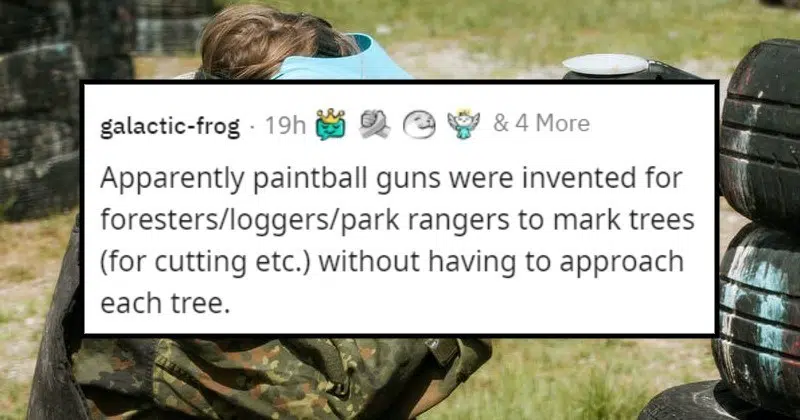 galactic-frog · 19h & 4 More
Apparently paintball guns were invented for
foresters/loggers/park rangers to mark trees
(for cutting etc.) without having to approach
each tree.